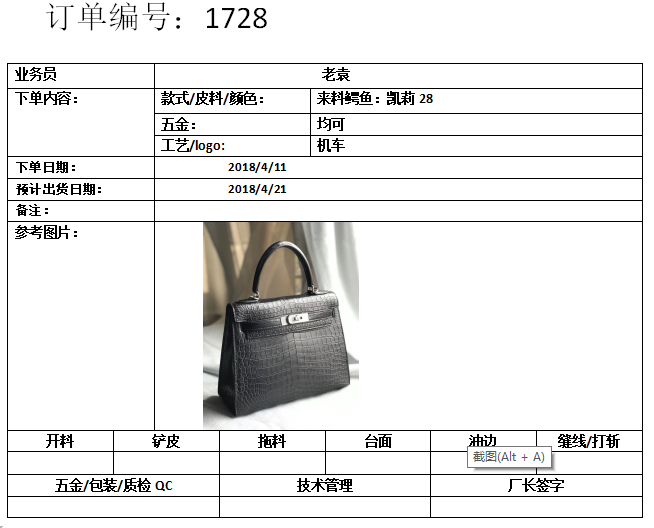 订单编号：1728
业务员 老袁
下单内容： 款式/皮料/颜色： 来料鳄鱼：凯莉 28
五金： 均可
工艺/logo: 机车
下单日期： 2018/4/11
预计出货日期： 2018/4/21
备注：
参考图片：
开料 铲皮 拖料 台面 油边 缝线/打斩
截图(Alt + A)
五金/包装/质检 QC 技术管理 厂长签字